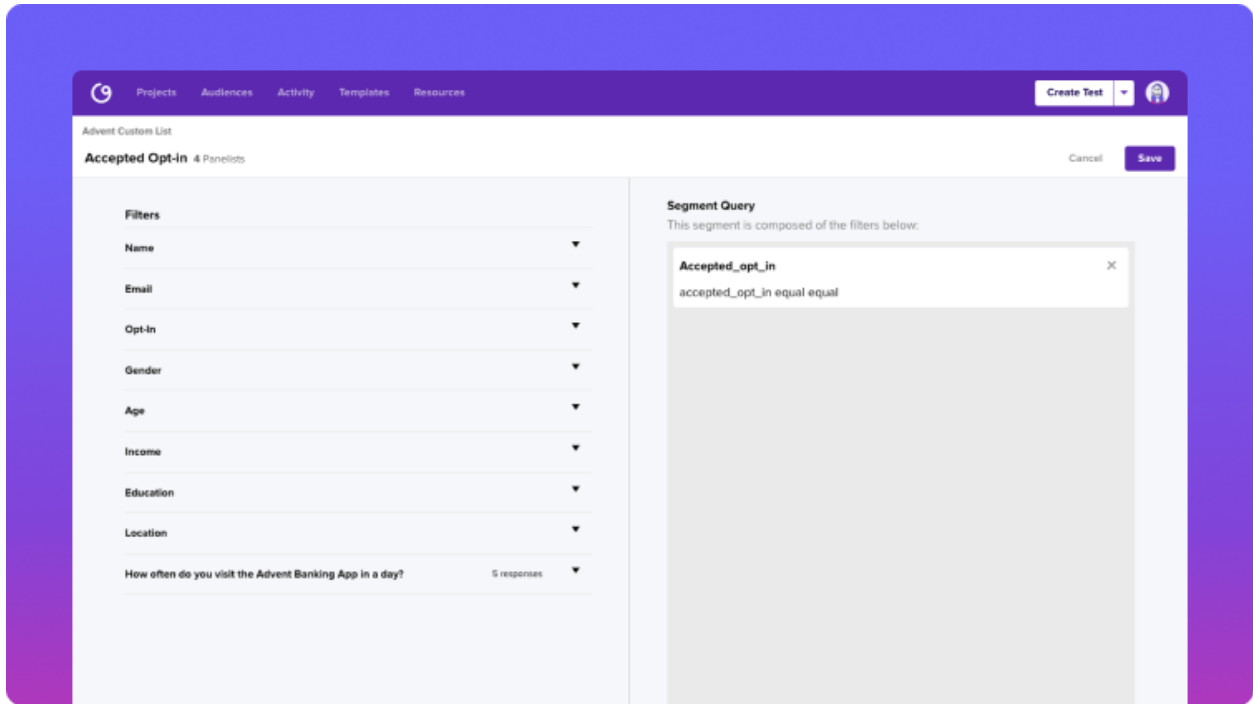 Projects Audiences Activity Templates Resources Create Test
Advent Custom List
Accepted Opt-in 4 Panelists Cancel Save
Filters
Name
Email
Opt-In
Gender
Age
Income
Education
Location
How often do you visit the Advent Banking App in a day? 5 responses
Segment Query
This segment is composed of the filters below:
Accepted_opt_in
accepted_opt_in equal equal